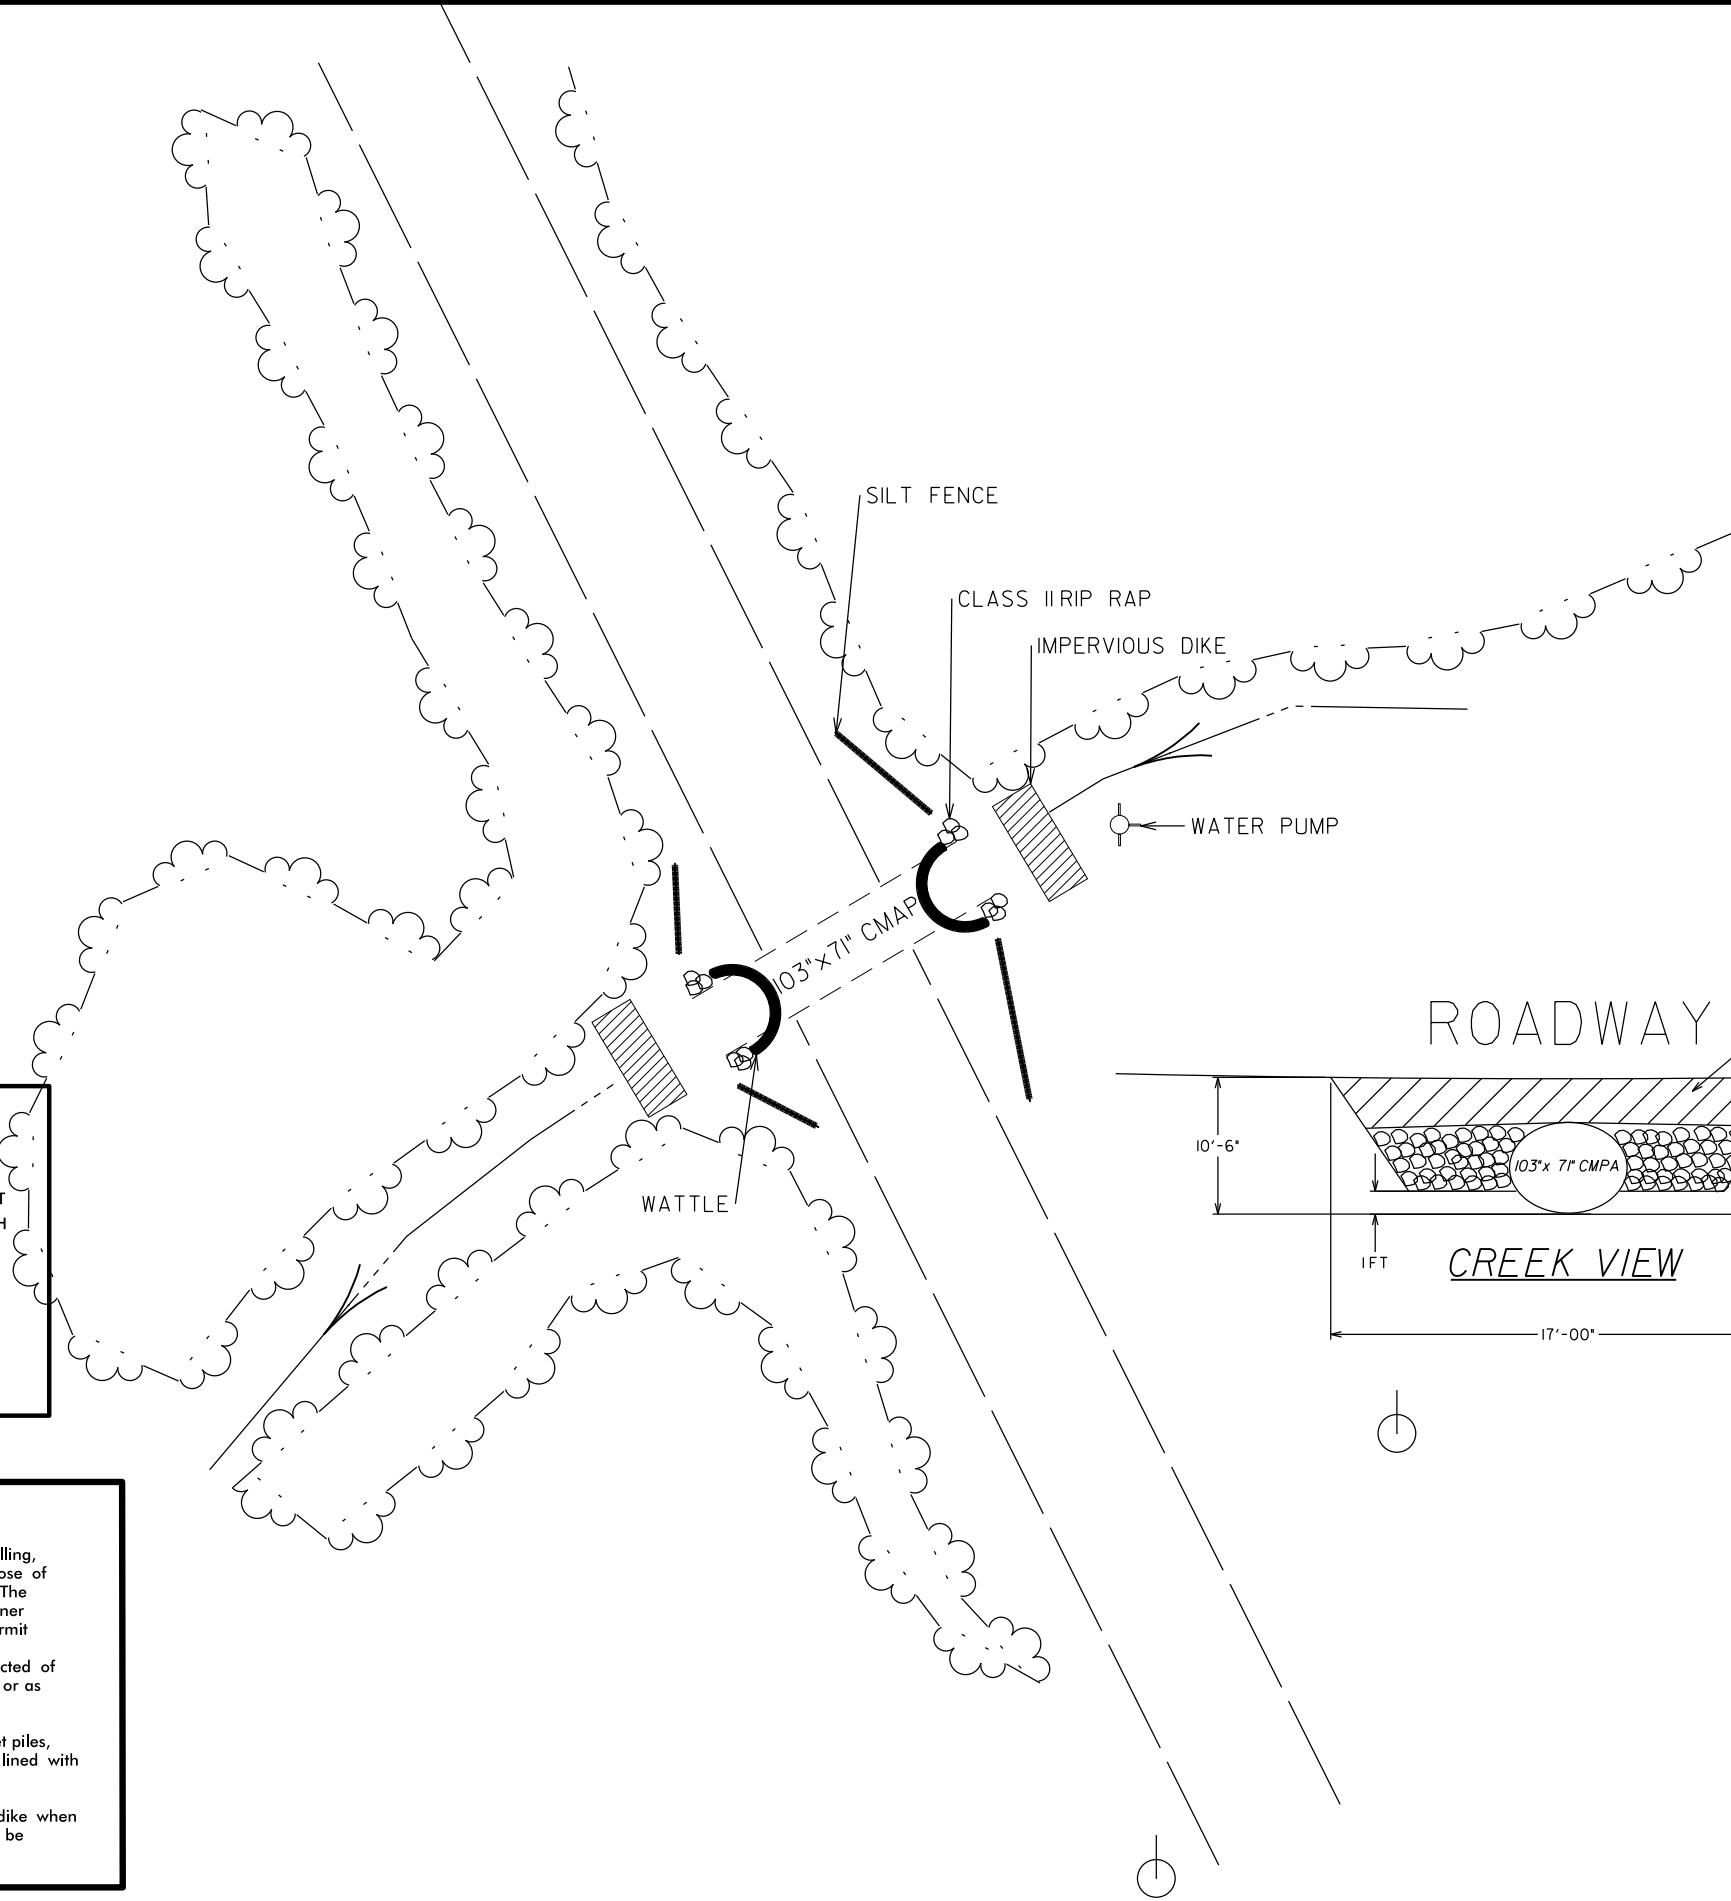 SILT FENCE
CLASS II RIP RAP
IMPERVIOUS DIKE
WATER PUMP
103"x71" CMAP
WATTLE
ROADWAY
10'-6"
103"x 71" CMPA
1FT
CREEK VIEW
17'-00"
T
H
lling,
ose of
The
ner
rmit
cted of
or as
t piles,
lined with
dike when
be